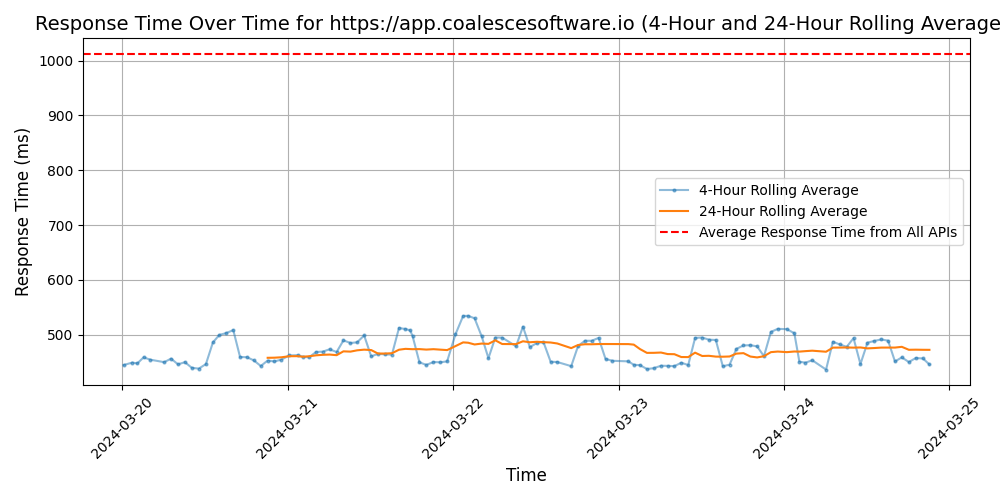 Response Time Over Time for https://app.coalescesoftware.io (4-Hour and 24-Hour Rolling Average
Response Time (ms)
1000
900
800
700
600
500
4-Hour Rolling Average
24-Hour Rolling Average
Average Response Time from All APIs
2024-03-20
2024-03-21
2024-03-22
2024-03-23
2024-03-24
2024-03-25
Time